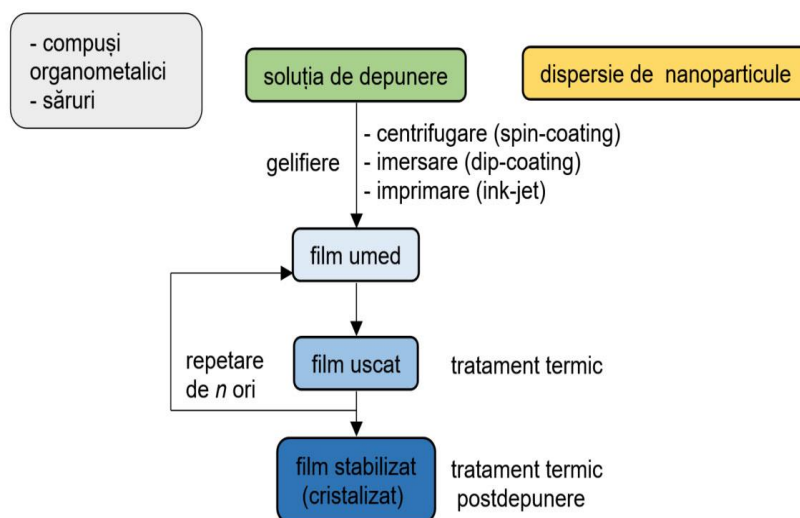 - compuși
organometalici
- săruri
soluția de depunere
dispersie de nanoparticule
gelifiere
- centrifugare (spin-coating)
- imersare (dip-coating)
- imprimare (ink-jet)
film umed
repetare
de n ori
film uscat
tratament termic
film stabilizat
(cristalizat)
tratament termic
postdepunere